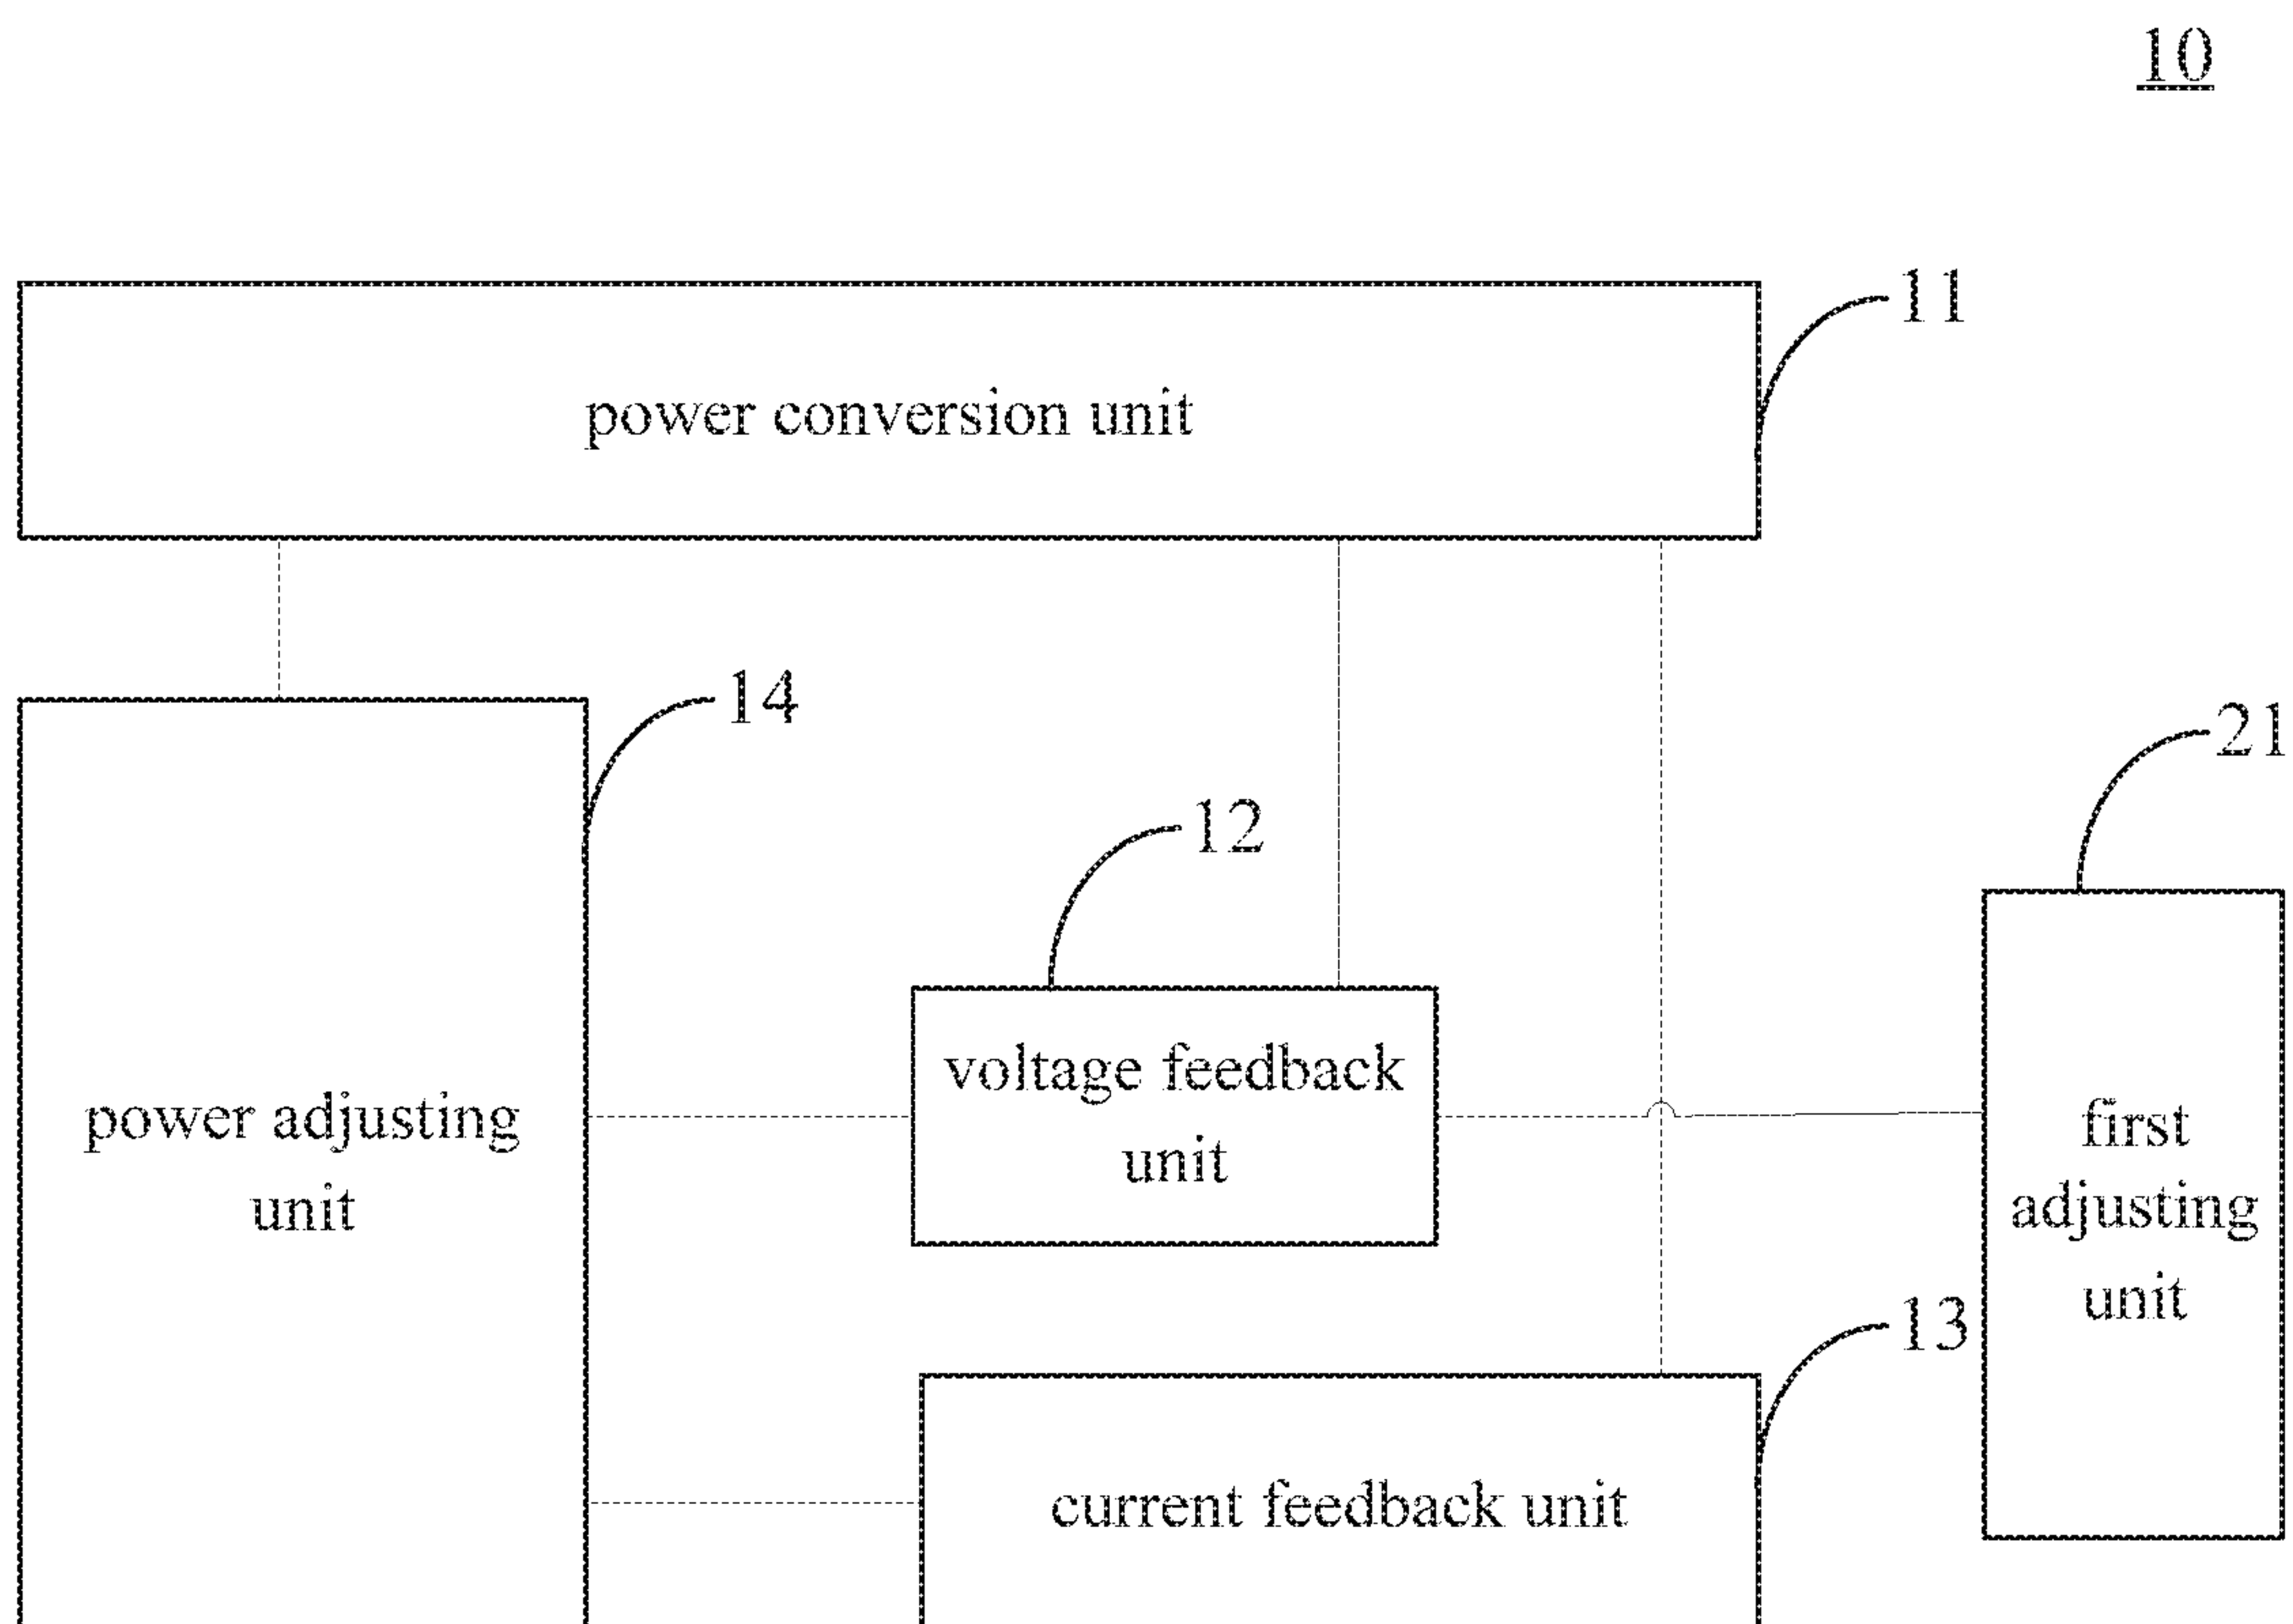 10
11
power conversion unit
14
21
12
voltage feedback
unit
power adjusting
unit
first
adjusting
unit
13
current feedback unit